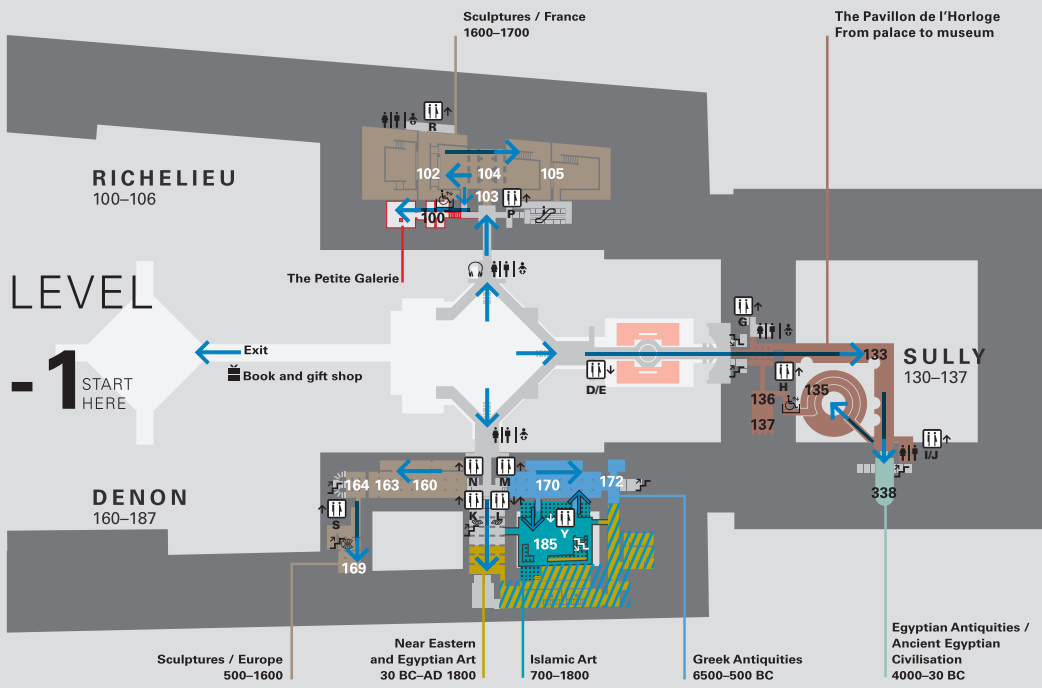 Sculptures / France
1600–1700
The Pavillon de l'Horloge
From palace to museum
R
102
104
105
103
P
100
RICHELIEU
100–106
The Petite Galerie
LEVEL
-1
START
HERE
Exit
Book and gift shop
G
D/E
133
H
135
136
137
SULLY
130–137
I/J
338
DENON
160–187
164
163
160
N
M
170
172
S
K
L
Y
185
169
Sculptures / Europe
500–1600
Near Eastern
and Egyptian Art
30 BC–AD 1800
Islamic Art
700–1800
Greek Antiquities
6500–500 BC
Egyptian Antiquities /
Ancient Egyptian
Civilisation
4000–30 BC